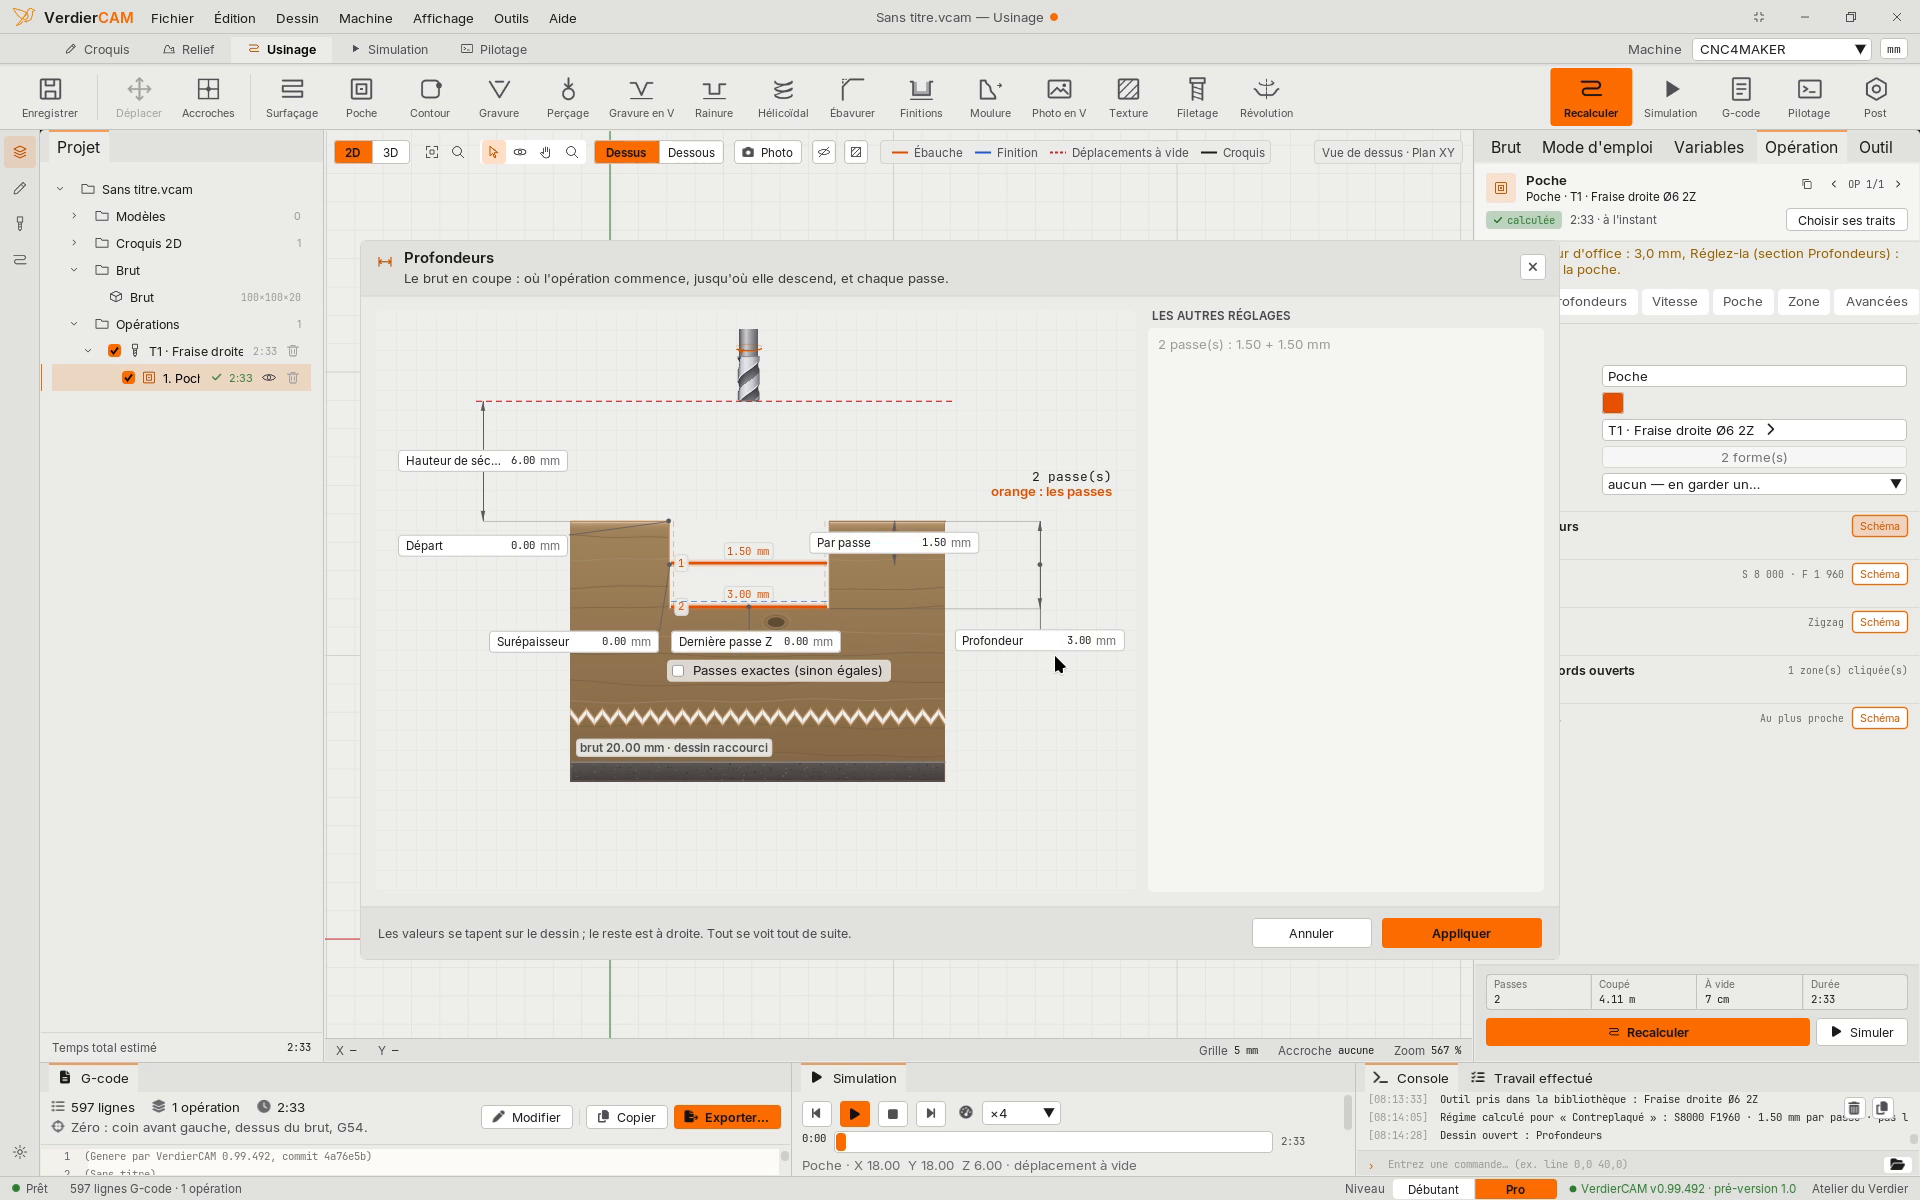 VerdierCAM
Fichier Édition Dessin Machine Affichage Outils Aide
Sans titre.vcam — Usinage
Croquis Relief Usinage Simulation Pilotage
Machine CNC4MAKER mm
Enregistrer Déplacer Accroches Surfaçage Poche Contour Gravure Perçage Gravure en V Rainure Hélicoïdal Ébavurer Finitions Moulure Photo en V Texture Filetage Révolution Recalculer Simulation G-code Pilotage Post
Projet
Sans titre.vcam
Modèles 0
Croquis 2D 1
Brut
Brut 100×100×20
Opérations 1
T1 · Fraise droite 2:33
1. Poch 2:33
Temps total estimé 2:33
2D 3D Dessus Dessous Photo
Ébauche Finition Déplacements à vide Croquis
Vue de dessus · Plan XY
Profondeurs
Le brut en coupe : où l'opération commence, jusqu'où elle descend, et chaque passe.
Hauteur de séc... 6.00 mm
2 passe(s)
orange : les passes
Départ 0.00 mm
Par passe 1.50 mm
1.50 mm
1
3.00 mm
2
Surépaisseur 0.00 mm
Dernière passe Z 0.00 mm
Profondeur 3.00 mm
Passes exactes (sinon égales)
brut 20.00 mm · dessin raccourci
LES AUTRES RÉGLAGES
2 passe(s) : 1.50 + 1.50 mm
Les valeurs se tapent sur le dessin ; le reste est à droite. Tout se voit tout de suite.
Annuler Appliquer
Brut Mode d'emploi Variables Opération Outil
Poche
Poche · T1 · Fraise droite Ø6 2Z
OP 1/1
calculée 2:33 · à l'instant
Choisir ses traits
ur d'office : 3,0 mm, Réglez-la (section Profondeurs) :
la poche.
rofondeurs Vitesse Poche Zone Avancées
Poche
T1 · Fraise droite Ø6 2Z
2 forme(s)
aucun — en garder un...
urs Schéma
S 8 000 · F 1 960 Schéma
Zigzag Schéma
ords ouverts 1 zone(s) cliquée(s)
Au plus proche Schéma
Passes Coupé À vide Durée
2 4.11 m 7 cm 2:33
Recalculer Simuler
X – Y –
Grille 5 mm Accroche aucune Zoom 567 %
G-code
597 lignes 1 opération 2:33
Zéro : coin avant gauche, dessus du brut, G54.
Modifier Copier Exporter...
1 (Genere par VerdierCAM 0.99.492, commit 4a76e5b)
2 (Sans titre)
Simulation
×4
0:00 2:33
Poche · X 18.00 Y 18.00 Z 6.00 · déplacement à vide
Console Travail effectué
[08:13:33] Outil pris dans la bibliothèque : Fraise droite Ø6 2Z
[08:14:05] Régime calculé pour « Contreplaqué » : S8000 F1960 · 1.50 mm par pas
[08:14:28] Dessin ouvert : Profondeurs
› Entrez une commande… (ex. line 0,0 40,0)
Prêt 597 lignes G-code · 1 opération
Niveau Débutant Pro
VerdierCAM v0.99.492 · pré-version 1.0 Atelier du Verdier